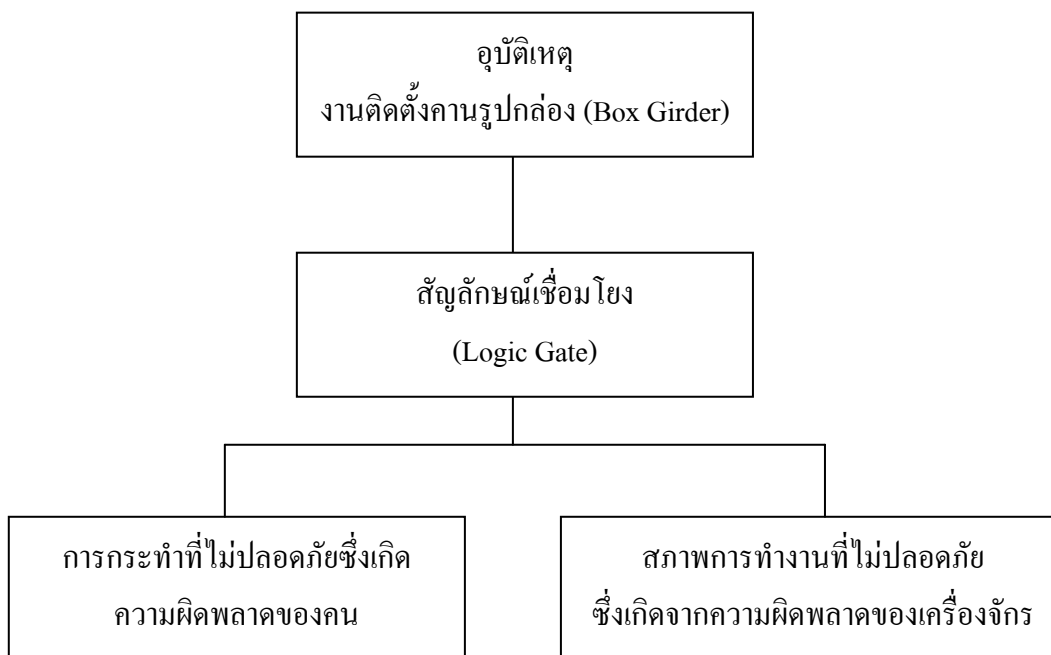 อุบัติเหตุ
งานติดตั้งคานรูปกล่อง (Box Girder)
สัญลักษณ์เชื่อมโยง
(Logic Gate)
การกระทำที่ไม่ปลอดภัยซึ่งเกิด
ความผิดพลาดของคน
สภาพการทำงานที่ไม่ปลอดภัย
ซึ่งเกิดจากความผิดพลาดของเครื่องจักร